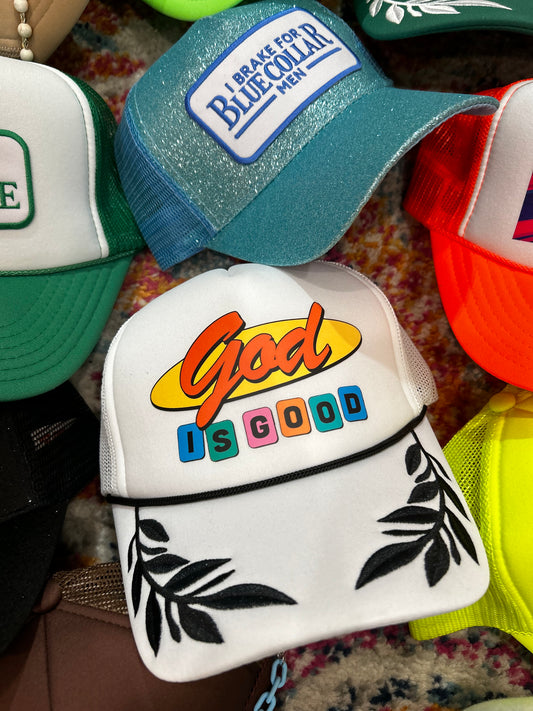 I BRAKE FOR
BLUE COLLAR
MEN
God
IS GOOD